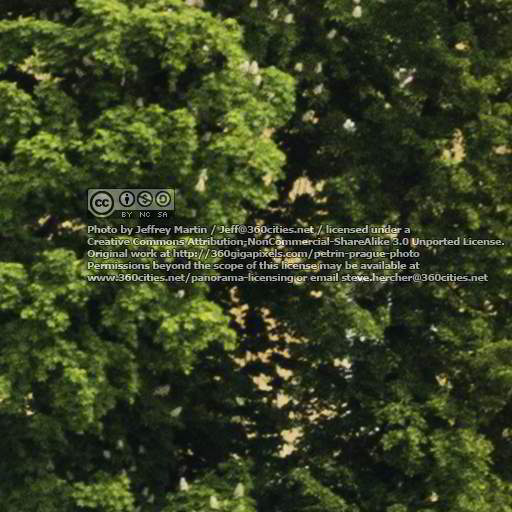 cc
BY NC SA
Photo by Jeffrey Martin / Jeff@360cities.net / licensed under a
Creative Commons Attribution-NonCommercial-ShareAlike 3.0 Unported License.
Original work at http://360gigapixels.com/petrin-prague-photo
Permissions beyond the scope of this license may be available at
www.360cities.net/panorama-licensing or email steve.hercher@360cities.net